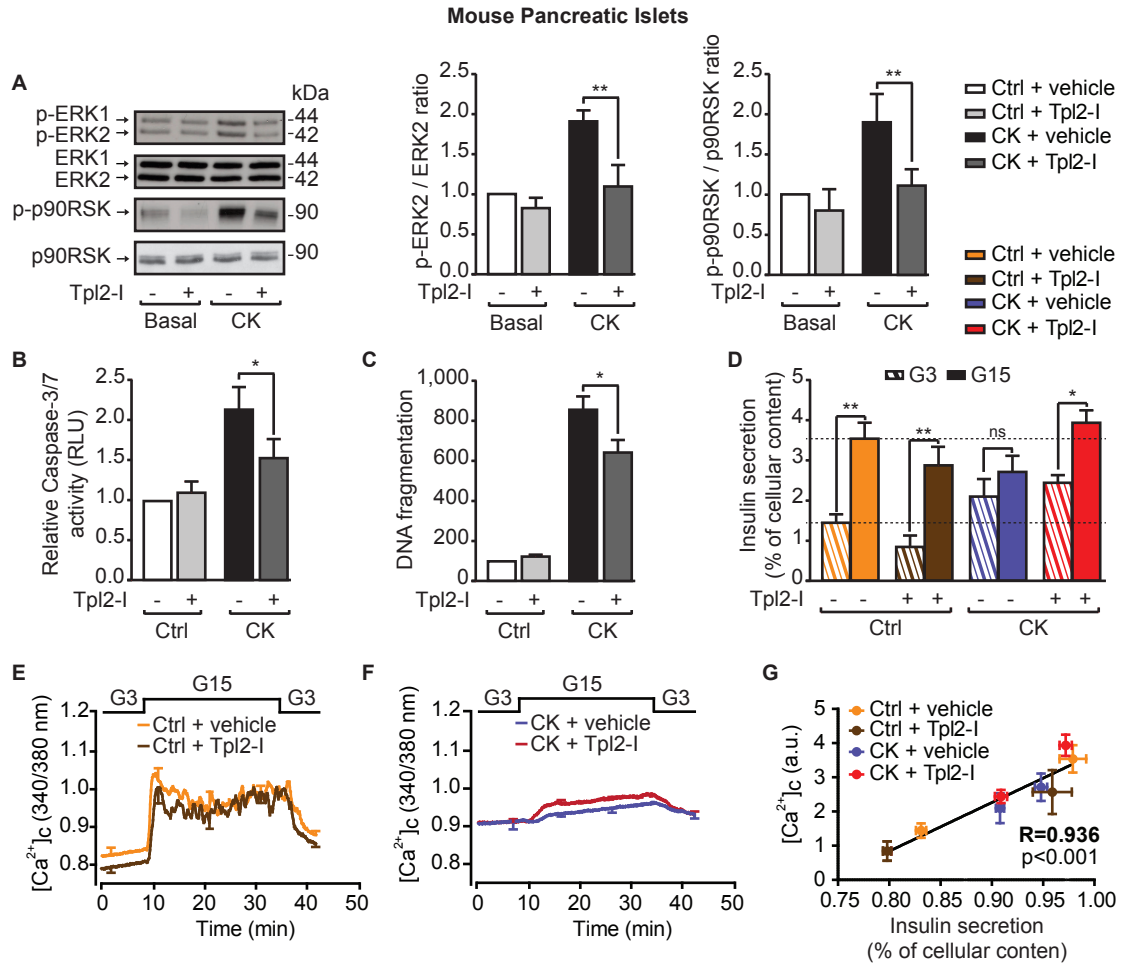 Mouse Pancreatic Islets
A
kDa
p-ERK1
-44
p-ERK2
-42
ERK1
-44
ERK2
-42
p-p90RSK
-90
p90RSK
-90
Tpl2-I
- + - +
Basal CK
p-ERK2 / ERK2 ratio
2.5
2.0
1.5
1.0
0.5
0.0
**
Tpl2-I
- + - +
Basal CK
p-p90RSK / p90RSK ratio
2.5
2.0
1.5
1.0
0.5
0.0
**
Tpl2-I
- + - +
Basal CK
Ctrl + vehicle
Ctrl + Tpl2-I
CK + vehicle
CK + Tpl2-I
Ctrl + vehicle
Ctrl + Tpl2-I
CK + vehicle
CK + Tpl2-I
B
Relative Caspase-3/7
activity (RLU)
2.5
2.0
1.5
1.0
0.5
0.0
*
Tpl2-I
- + - +
Ctrl CK
C
DNA fragmentation
1,000
800
600
400
200
0
*
Tpl2-I
- + - +
Ctrl CK
D
G3 G15
Insulin secretion
(% of cellular content)
5
4
3
2
1
0
** ** ns *
Tpl2-I
- - + + - - + +
Ctrl CK
E
G3 G15 G3
[Ca2+]c (340/380 nm)
1.2
1.1
1.0
0.9
0.8
Ctrl + vehicle
Ctrl + Tpl2-I
0 10 20 30 40 50
Time (min)
F
G3 G15 G3
[Ca2+]c (340/380 nm)
1.2
1.1
1.0
0.9
0.8
CK + vehicle
CK + Tpl2-I
0 10 20 30 40 50
Time (min)
G
Ctrl + vehicle
Ctrl + Tpl2-I
CK + vehicle
CK + Tpl2-I
[Ca2+]c (a.u.)
5
4
3
2
1
0
R=0.936
p<0.001
0.75 0.80 0.85 0.90 0.95 1.00
Insulin secretion
(% of cellular conten)